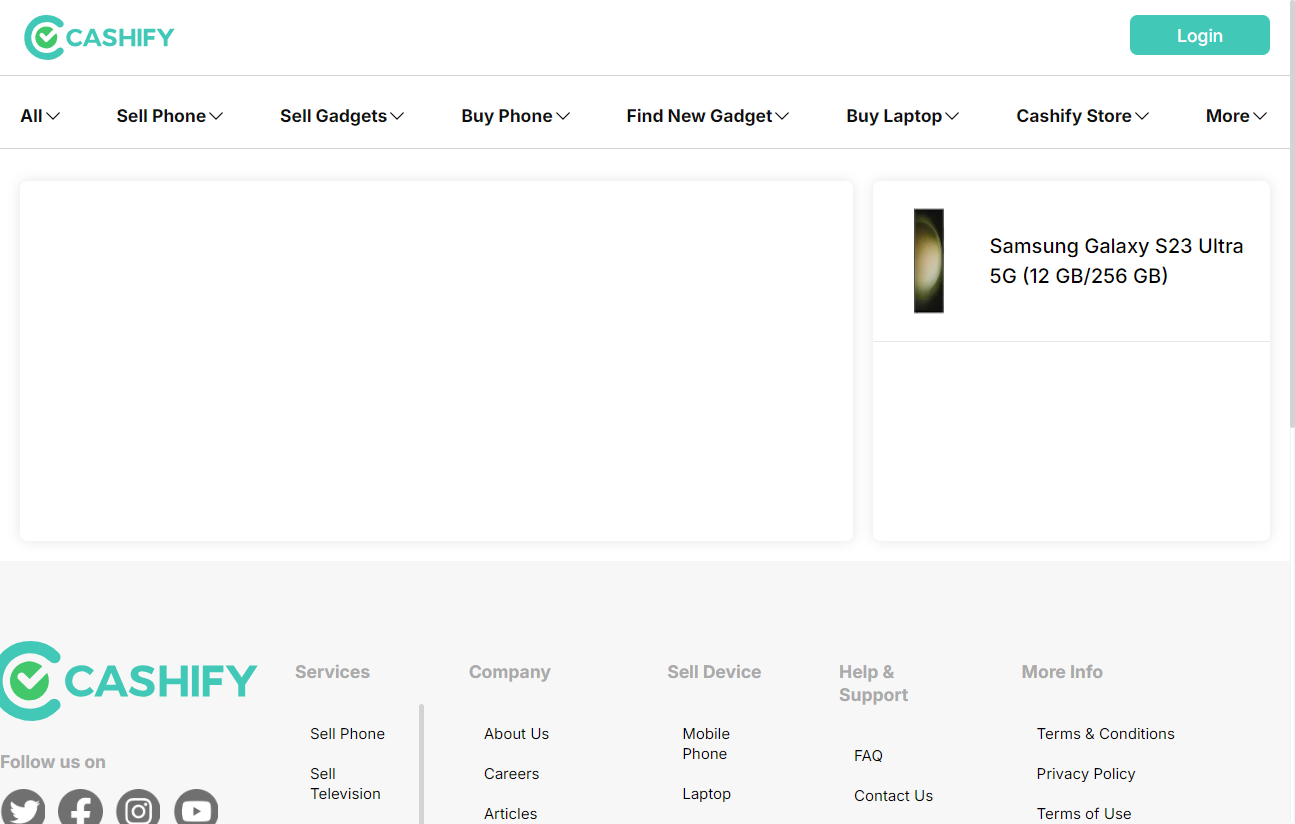 CASHIFY
Login
All
Sell Phone
Sell Gadgets
Buy Phone
Find New Gadget
Buy Laptop
Cashify Store
More
Samsung Galaxy S23 Ultra
5G (12 GB/256 GB)
CASHIFY
Follow us on
Services
Sell Phone
Sell
Television
Company
About Us
Careers
Articles
Sell Device
Mobile
Phone
Laptop
Help &
Support
FAQ
Contact Us
More Info
Terms & Conditions
Privacy Policy
Terms of Use